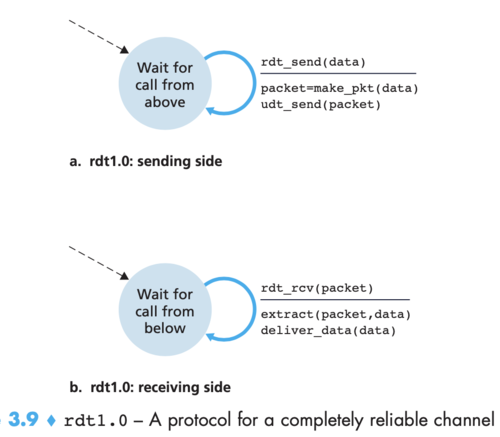 Wait for
call from
above
rdt_send(data)
packet=make_pkt(data)
udt_send(packet)
a. rdt1.0: sending side
Wait for
call from
below
rdt_rcv(packet)
extract(packet,data)
deliver_data(data)
b. rdt1.0: receiving side
3.9 ♦ rdt1.0 – A protocol for a completely reliable channel